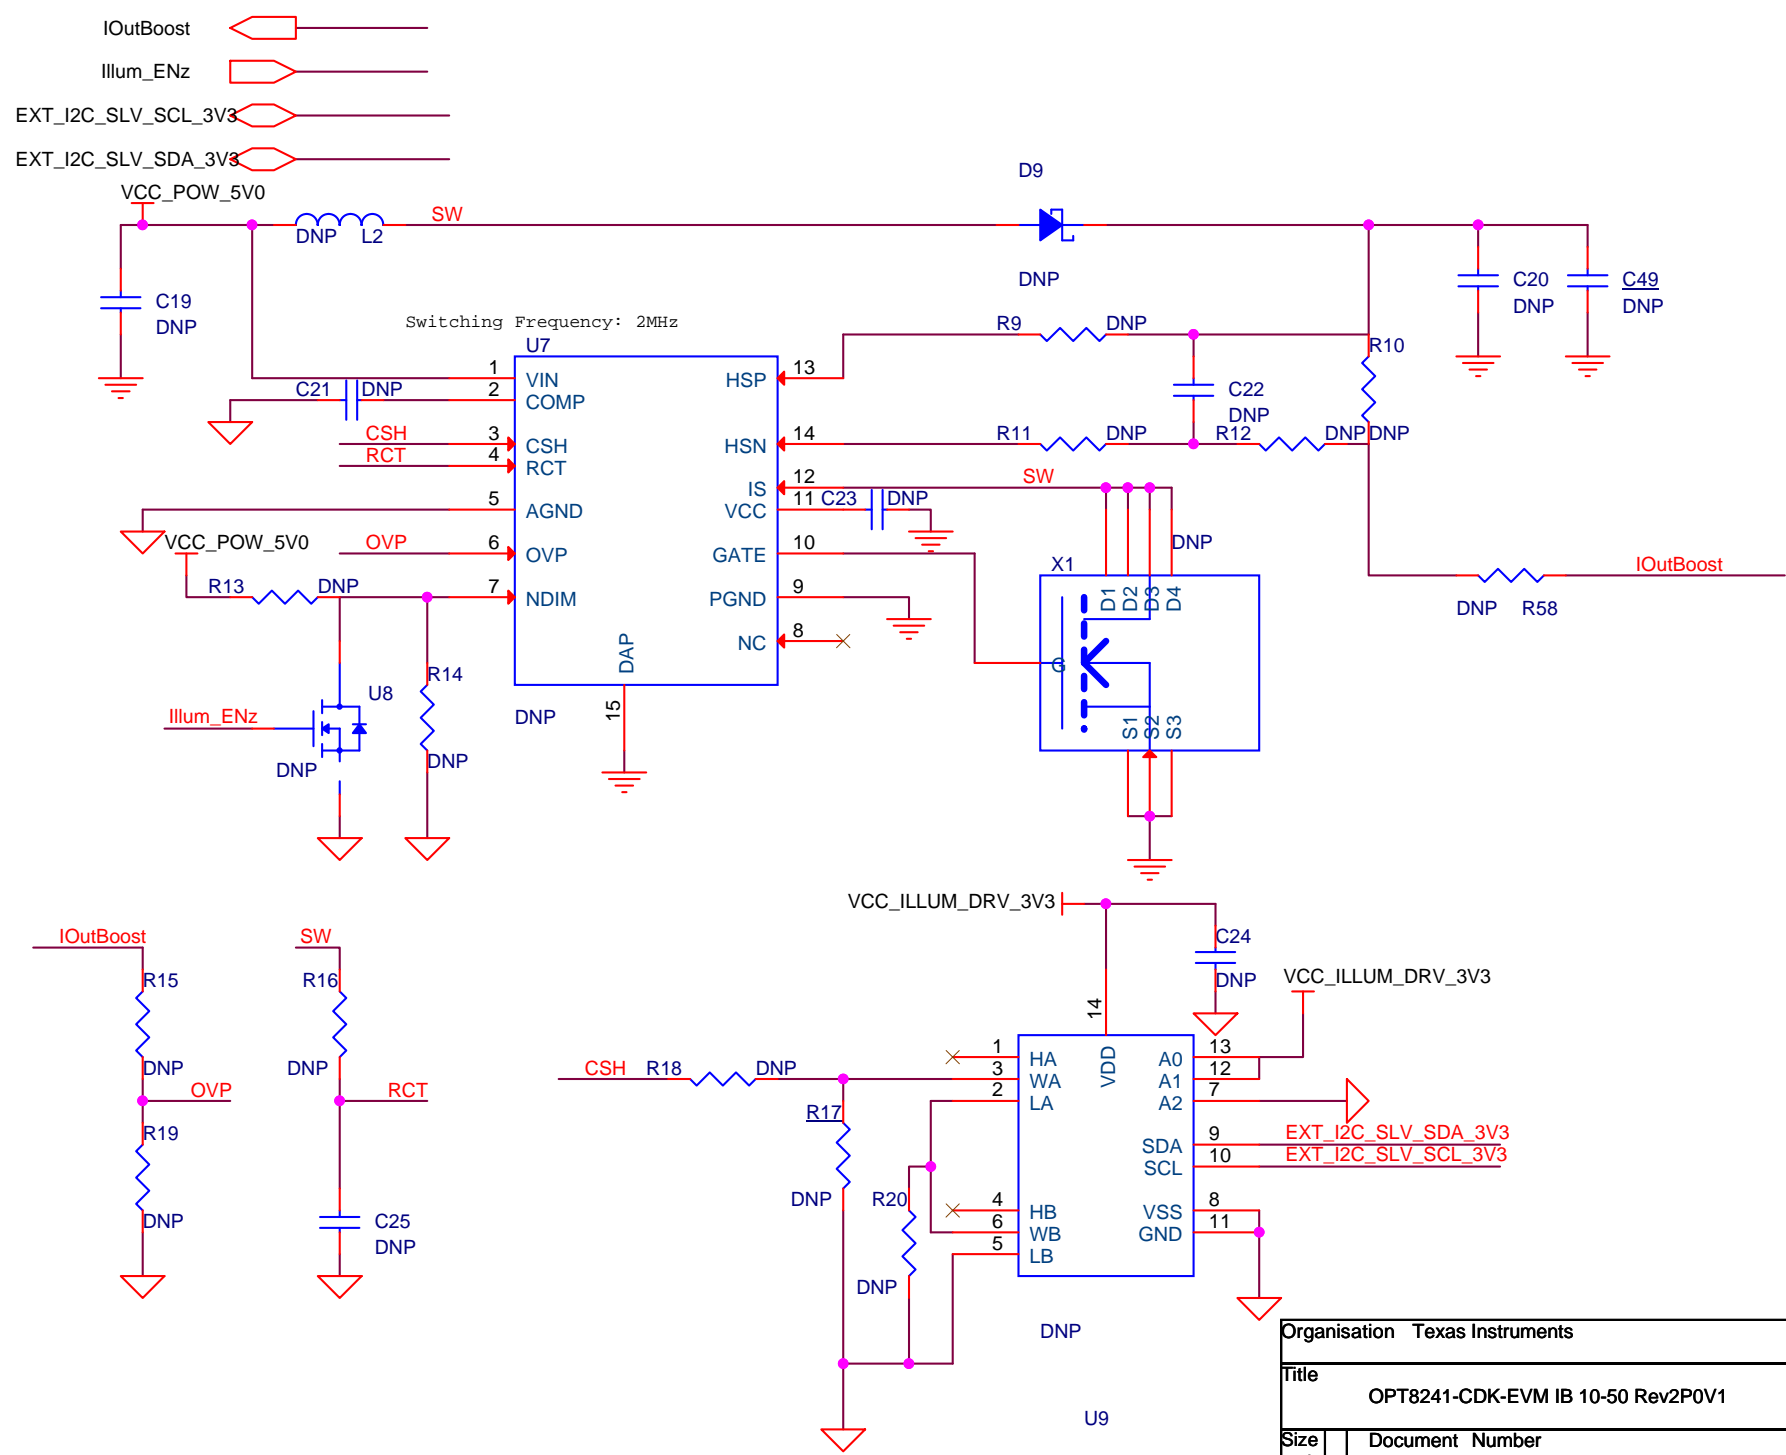 IOutBoost
Illum_ENz
EXT_I2C_SLV_SCL_3V3
EXT_I2C_SLV_SDA_3V3
VCC_POW_5V0
D9
SW
DNP L2
DNP
C19
DNP
C20
DNP
C49
DNP
Switching Frequency: 2MHz
U7
R9 DNP
R10
C21 DNP
1 VIN
2 COMP
CSH 3 CSH
RCT 4 RCT
5 AGND
OVP 6 OVP
7 NDIM
HSP 13
HSN 14
IS 12
VCC 11
GATE 10
PGND 9
NC 8
DAP
15
DNP
C22
DNP
R11 DNP
R12 DNP
DNP
SW
C23 DNP
DNP
X1
D1 D2 D3 D4
G
S1 S2 S3
IOutBoost
DNP R58
VCC_POW_5V0
R13 DNP
R14
DNP
U8
Illum_ENz
DNP
VCC_ILLUM_DRV_3V3
C24
DNP
VCC_ILLUM_DRV_3V3
IOutBoost
R15
DNP
OVP
R19
DNP
SW
R16
DNP
RCT
C25
DNP
CSH R18 DNP
R17
DNP
R20
DNP
14
VDD
1 HA
3 WA
2 LA
4 HB
6 WB
5 LB
A0 13
A1 12
A2 7
SDA 9 EXT_I2C_SLV_SDA_3V3
SCL 10 EXT_I2C_SLV_SCL_3V3
VSS 8
GND 11
DNP
U9
Organisation Texas Instruments
Title
OPT8241-CDK-EVM IB 10-50 Rev2P0V1
Size Document Number